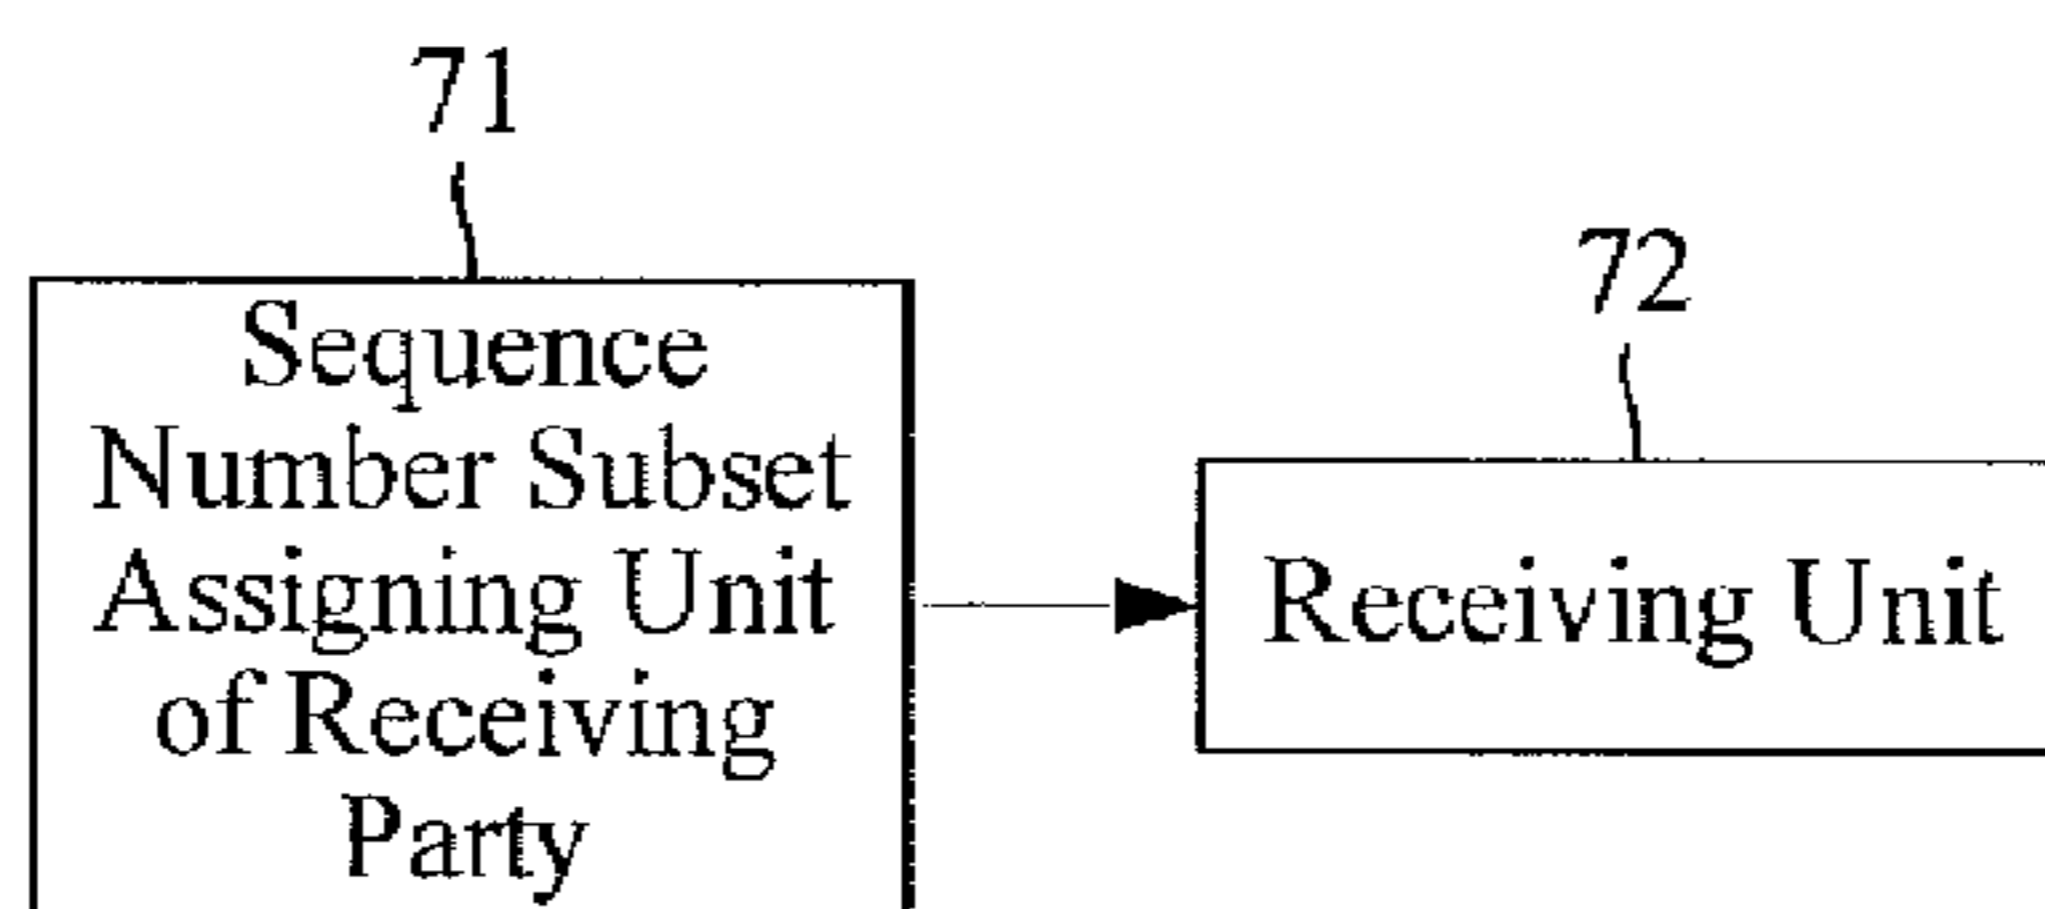 71
Sequence
Number Subset
Assigning Unit
of Receiving
Party
72
Receiving Unit